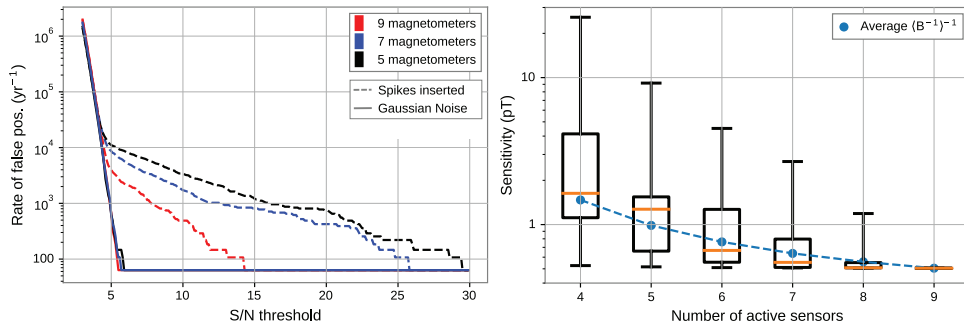 Rate of false pos. (yr⁻¹)
10⁶
10⁵
10⁴
10³
100
5
10
15
20
25
30
S/N threshold
9 magnetometers
7 magnetometers
5 magnetometers
Spikes inserted
Gaussian Noise
Sensitivity (pT)
10
1
4
5
6
7
8
9
Number of active sensors
Average ⟨B⁻¹⟩⁻¹